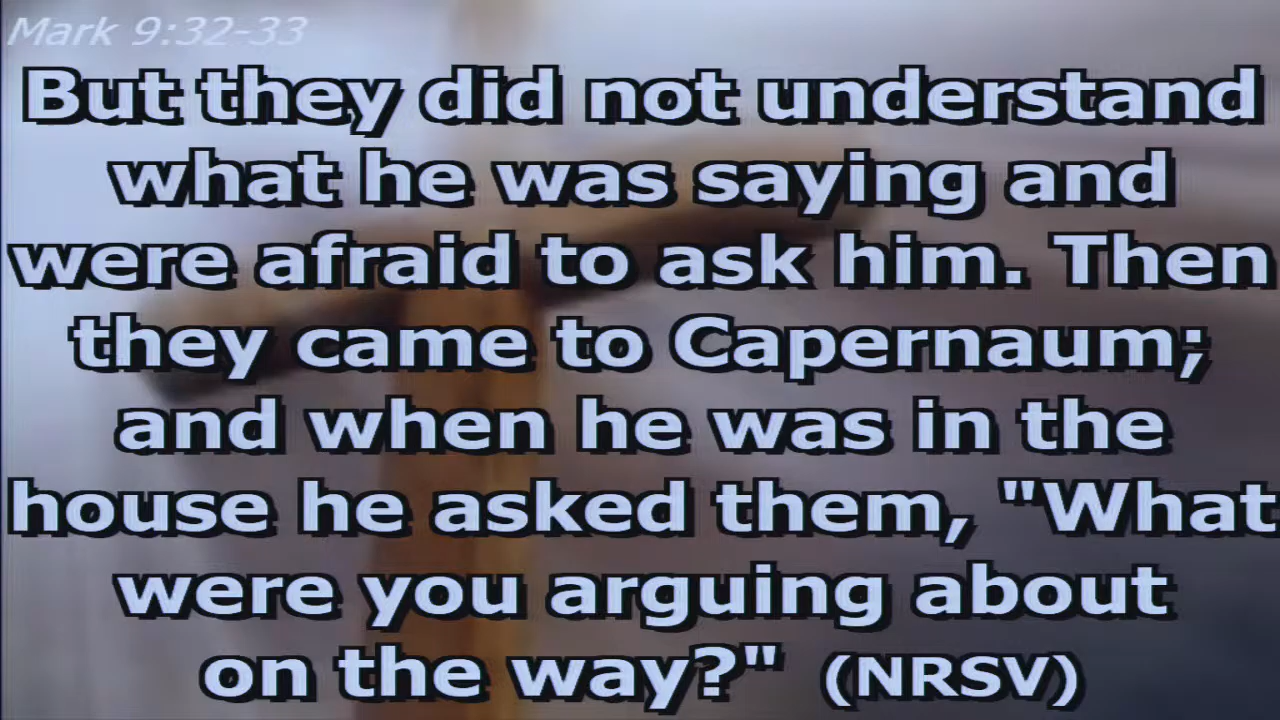 Mark 9:32-33
But they did not understand
what he was saying and
were afraid to ask him. Then
they came to Capernaum;
and when he was in the
house he asked them, "What
were you arguing about
on the way?" (NRSV)